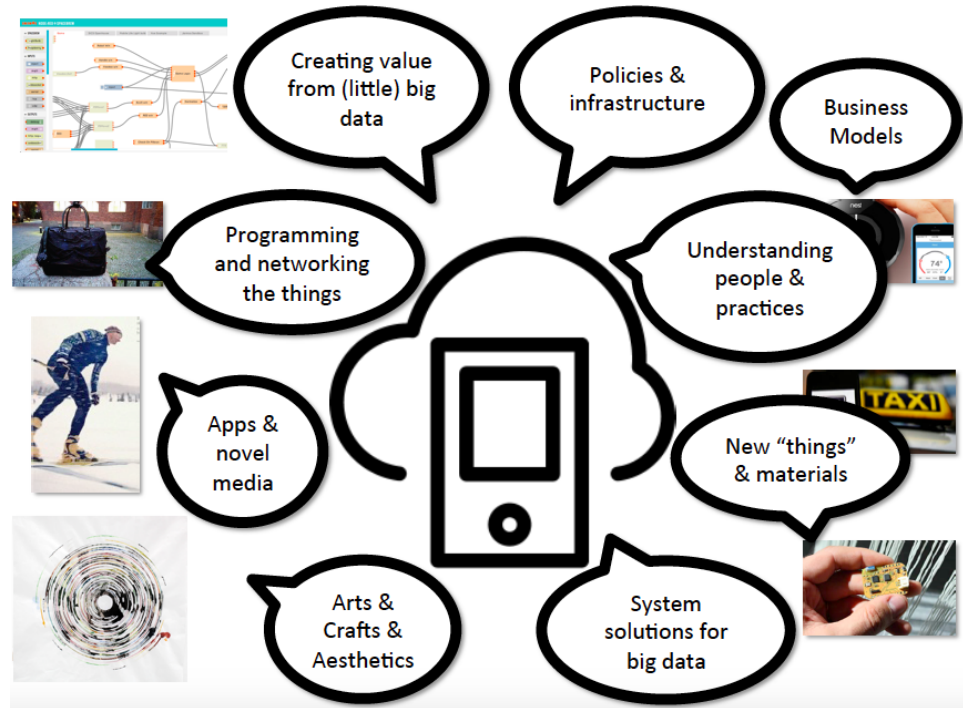 Creating value
from (little) big
data
Policies &
infrastructure
Business
Models
Programming
and networking
the things
nest
Understanding
people &
practices
74°
TAXI
Apps &
novel
media
New “things”
& materials
Arts &
Crafts &
Aesthetics
System
solutions for
big data